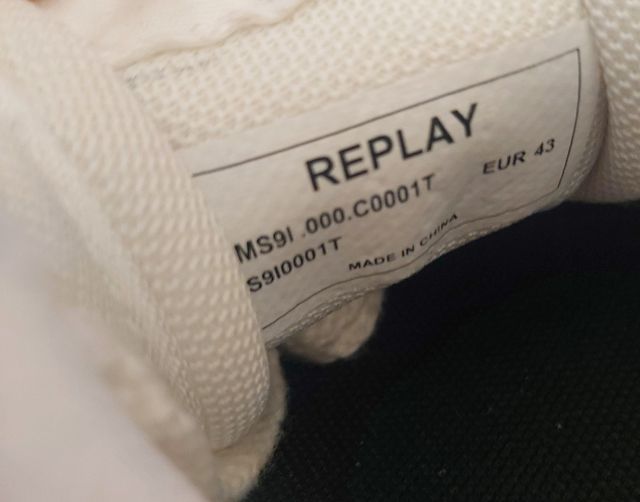 REPLAY
MS9I .000.C0001T EUR 43
S9I0001T MADE IN CHINA